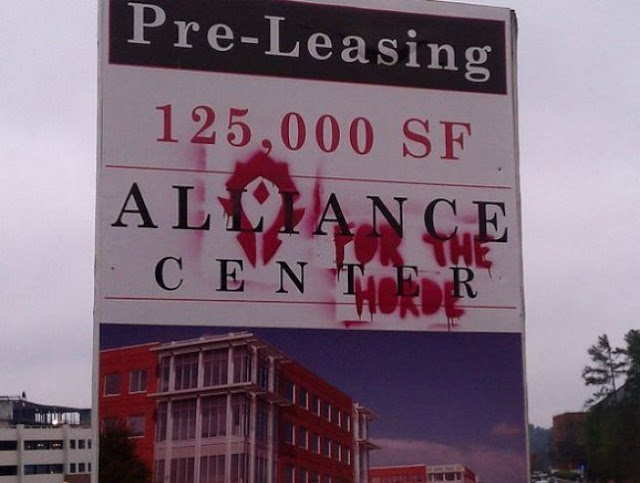 Pre-Leasing
125,000 SF
ALLIANCE
CENTER
FOR THE
HORDE